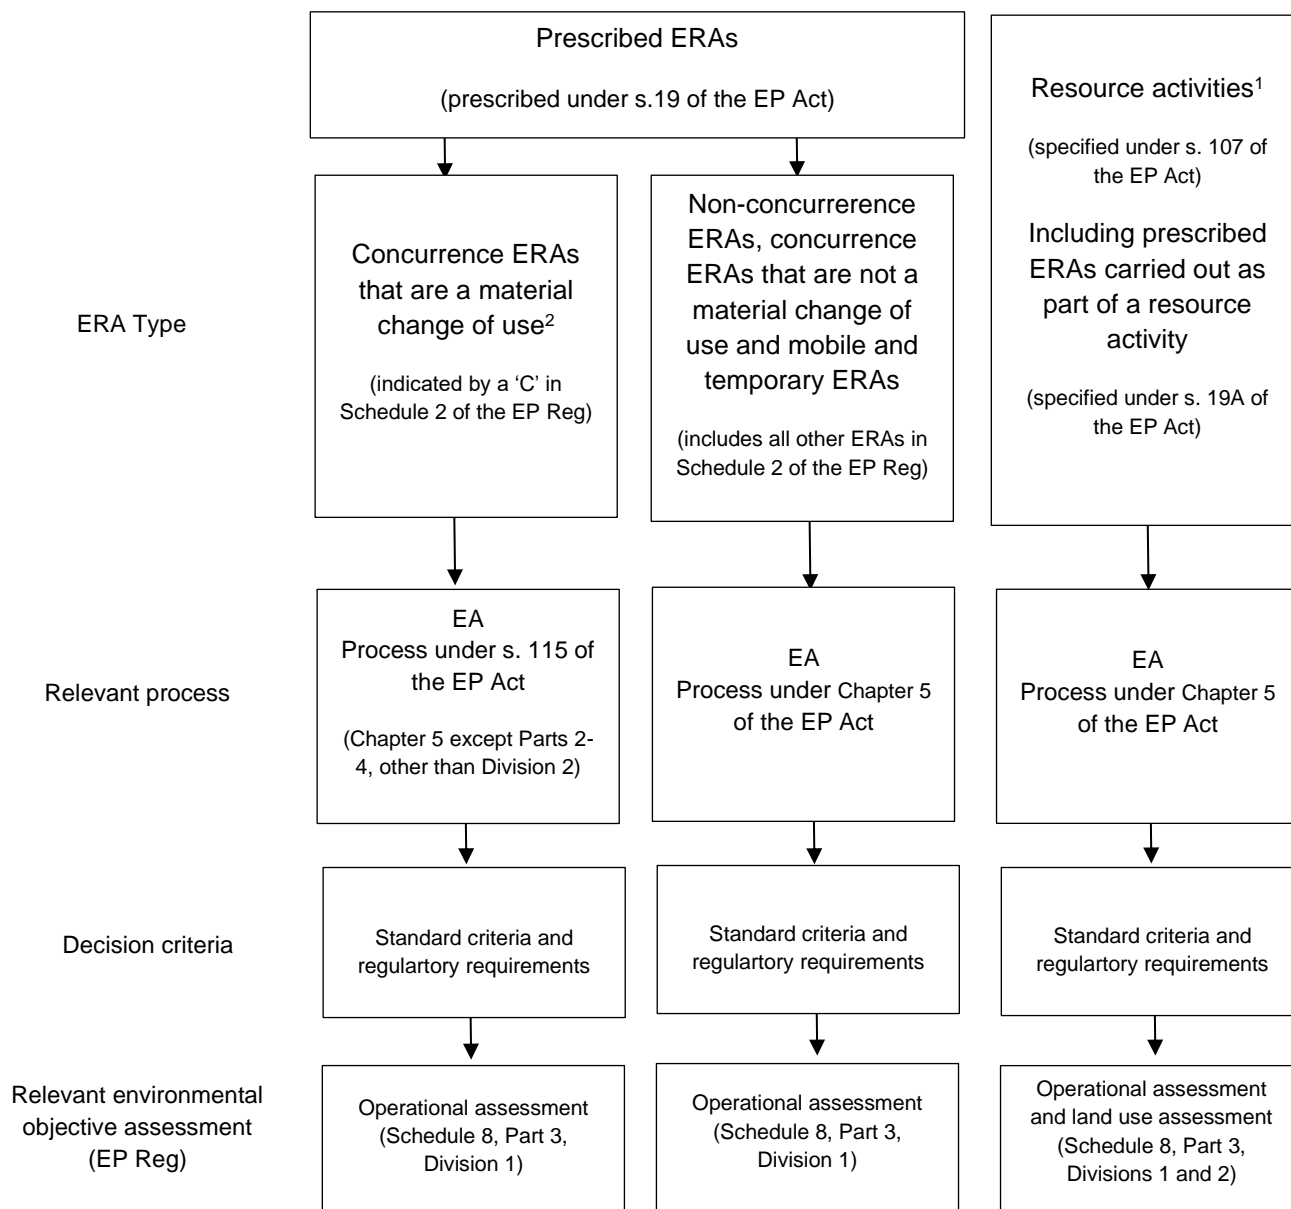 Prescribed ERAs
(prescribed under s.19 of the EP Act)
Resource activities1
(specified under s. 107 of
the EP Act)
Including prescribed
ERAs carried out as
part of a resource
activity
(specified under s. 19A of
the EP Act)
ERA Type
Concurrence ERAs
that are a material
change of use2
(indicated by a ‘C’ in
Schedule 2 of the EP Reg)
Non-concurrerence
ERAs, concurrence
ERAs that are not a
material change of
use and mobile and
temporary ERAs
(includes all other ERAs in
Schedule 2 of the EP Reg)
Relevant process
EA
Process under s. 115 of
the EP Act
(Chapter 5 except Parts 2-
4, other than Division 2)
EA
Process under Chapter 5
of the EP Act
EA
Process under Chapter 5
of the EP Act
Decision criteria
Standard criteria and
regulartory requirements
Standard criteria and
regulartory requirements
Standard criteria and
regulartory requirements
Relevant environmental
objective assessment
(EP Reg)
Operational assessment
(Schedule 8, Part 3,
Division 1)
Operational assessment
(Schedule 8, Part 3,
Division 1)
Operational assessment
and land use assessment
(Schedule 8, Part 3,
Divisions 1 and 2)